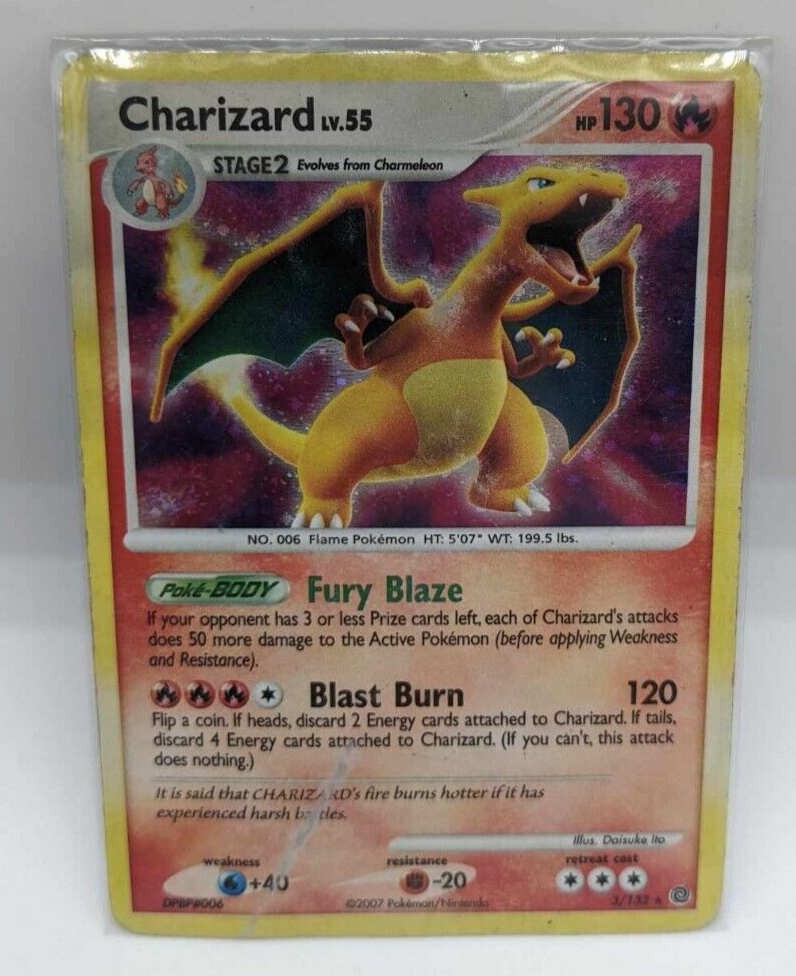 Charizard LV.55 HP 130
STAGE2 Evolves from Charmeleon
NO. 006 Flame Pokémon HT: 5'07" WT: 199.5 lbs.
Poké-BODY Fury Blaze
If your opponent has 3 or less Prize cards left, each of Charizard's attacks
does 50 more damage to the Active Pokémon (before applying Weakness
and Resistance).
Blast Burn 120
Flip a coin. If heads, discard 2 Energy cards attached to Charizard. If tails,
discard 4 Energy cards attached to Charizard. (If you can't, this attack
does nothing.)
It is said that CHARIZARD's fire burns hotter if it has
experienced harsh battles.
Illus. Daisuke Ito
weakness resistance retreat cost
+40 -20
DPBP#006 ©2007 Pokémon/Nintendo 3/132 ★